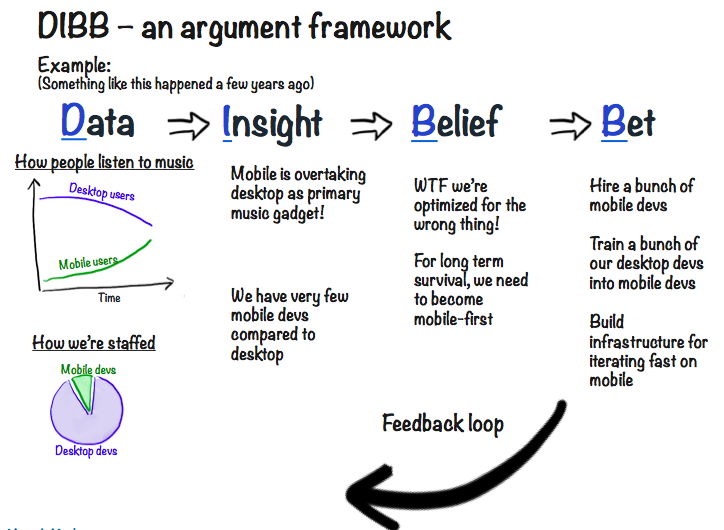 DIBB – an argument framework
Example:
(Something like this happened a few years ago)
Data
Insight
Belief
Bet
How people listen to music
Desktop users
Mobile users
Time
How we're staffed
Mobile devs
Desktop devs
Mobile is overtaking
desktop as primary
music gadget!
We have very few
mobile devs
compared to
desktop
WTF we're
optimized for the
wrong thing!
For long term
survival, we need
to become
mobile-first
Hire a bunch of
mobile devs
Train a bunch of
our desktop devs
into mobile devs
Build
infrastructure for
iterating fast on
mobile
Feedback loop